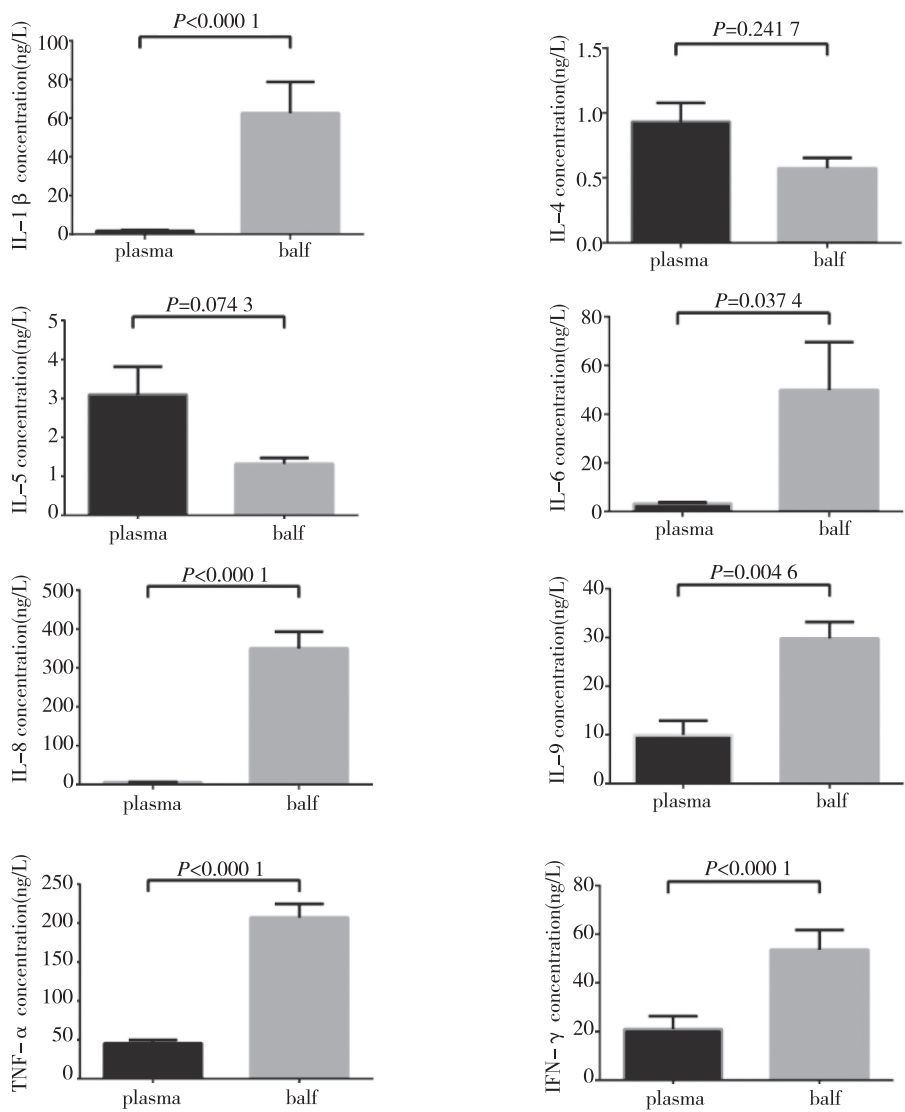 P<0.000 1
IL-1 β concentration(ng/L)
100
80
60
40
20
0
plasma balf
P=0.241 7
IL-4 concentration(ng/L)
1.5
1.0
0.5
0.0
plasma balf
P=0.074 3
IL-5 concentration(ng/L)
5
4
3
2
1
0
plasma balf
P=0.037 4
IL-6 concentration(ng/L)
80
60
40
20
0
plasma balf
P<0.000 1
IL-8 concentration(ng/L)
500
400
300
200
100
0
plasma balf
P=0.004 6
IL-9 concentration(ng/L)
40
30
20
10
0
plasma balf
P<0.000 1
TNF-α concentration(ng/L)
250
200
150
100
50
0
plasma balf
P<0.000 1
IFN-γ concentration(ng/L)
80
60
40
20
0
plasma balf